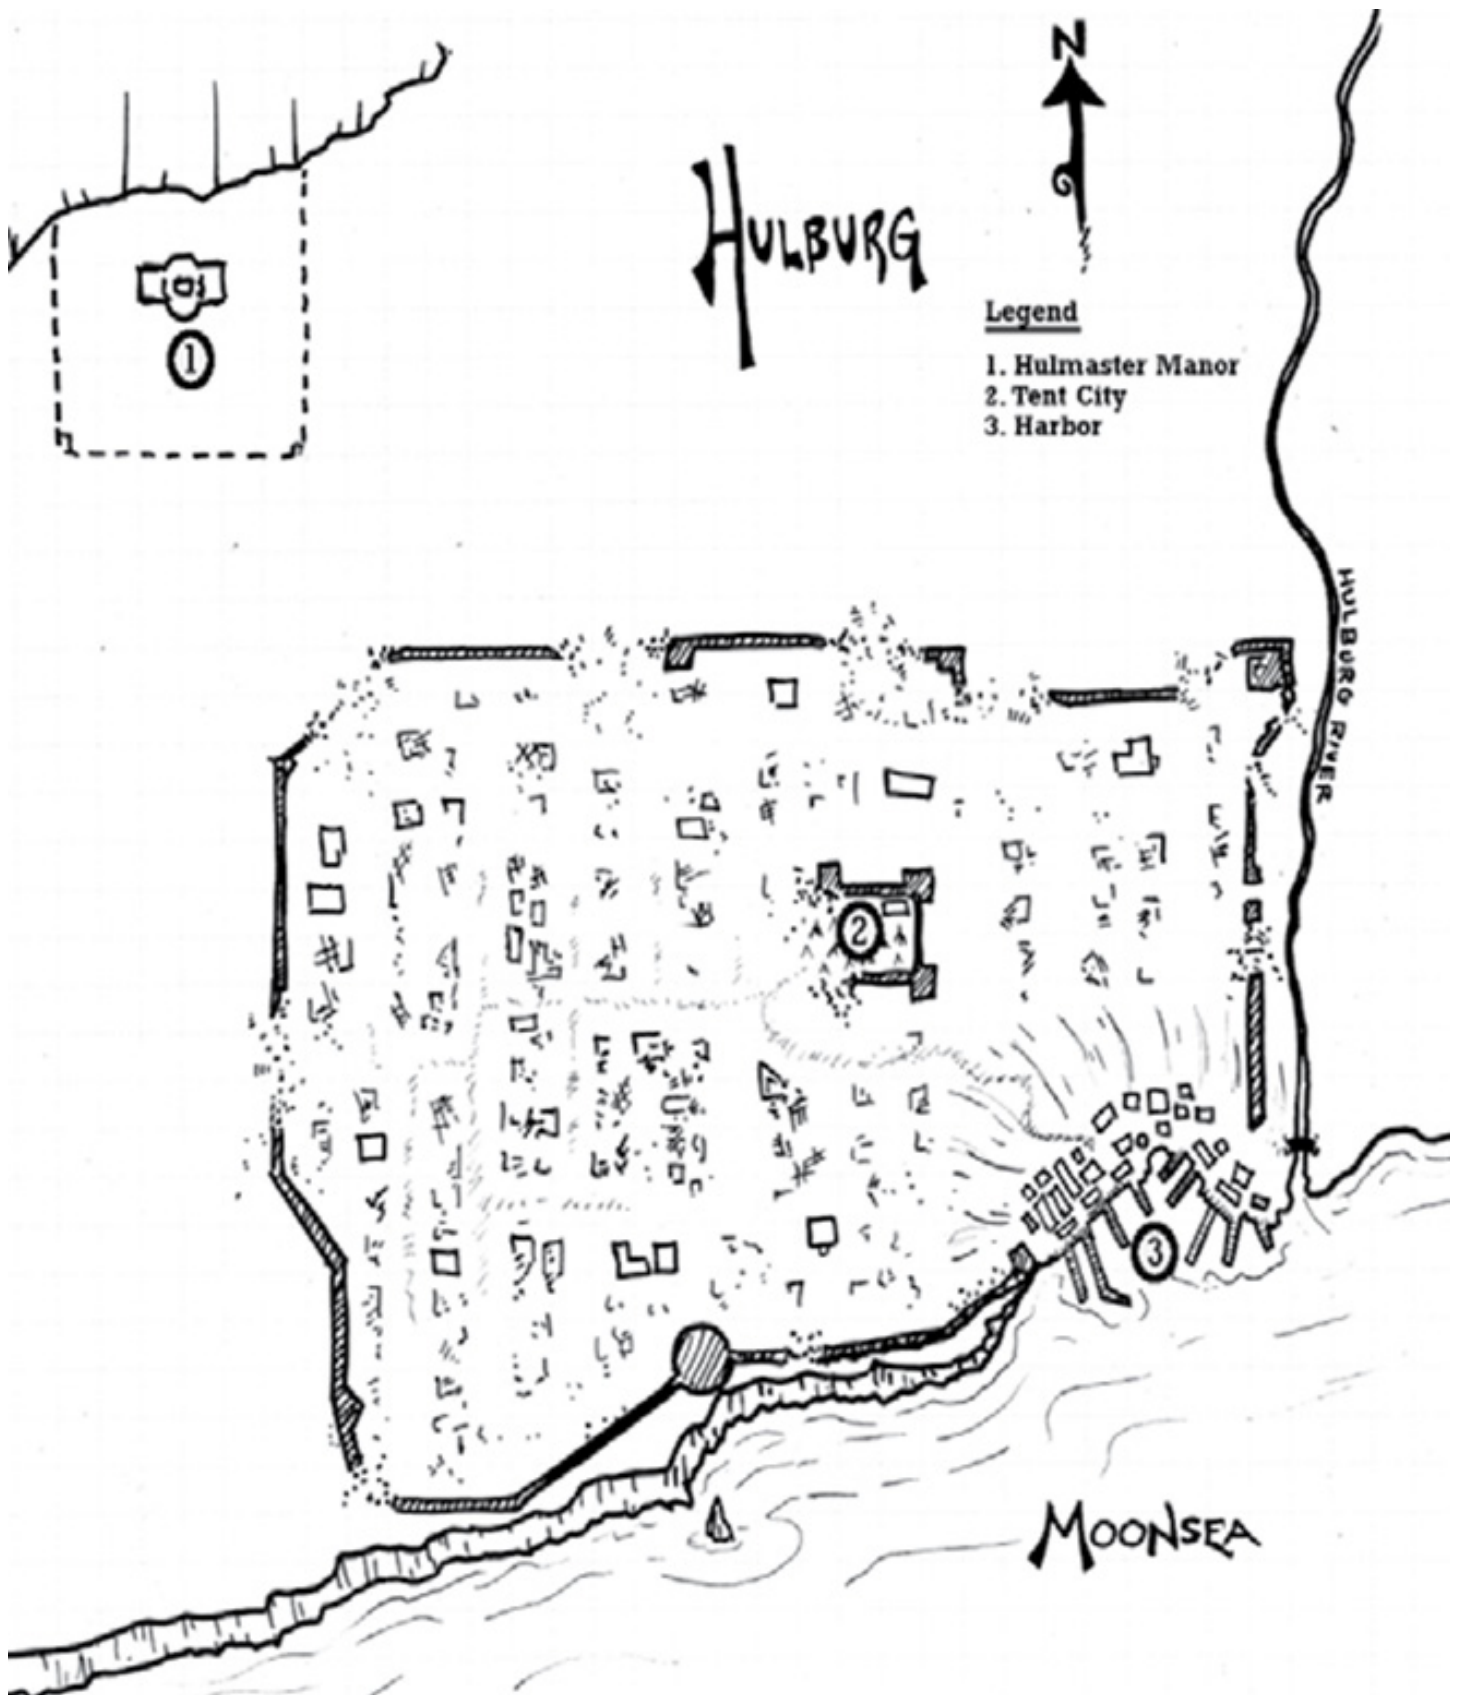 N
HULBURG
Legend
1. Hulmaster Manor
2. Tent City
3. Harbor
1
HULBURG RIVER
2
3
MOONSEA